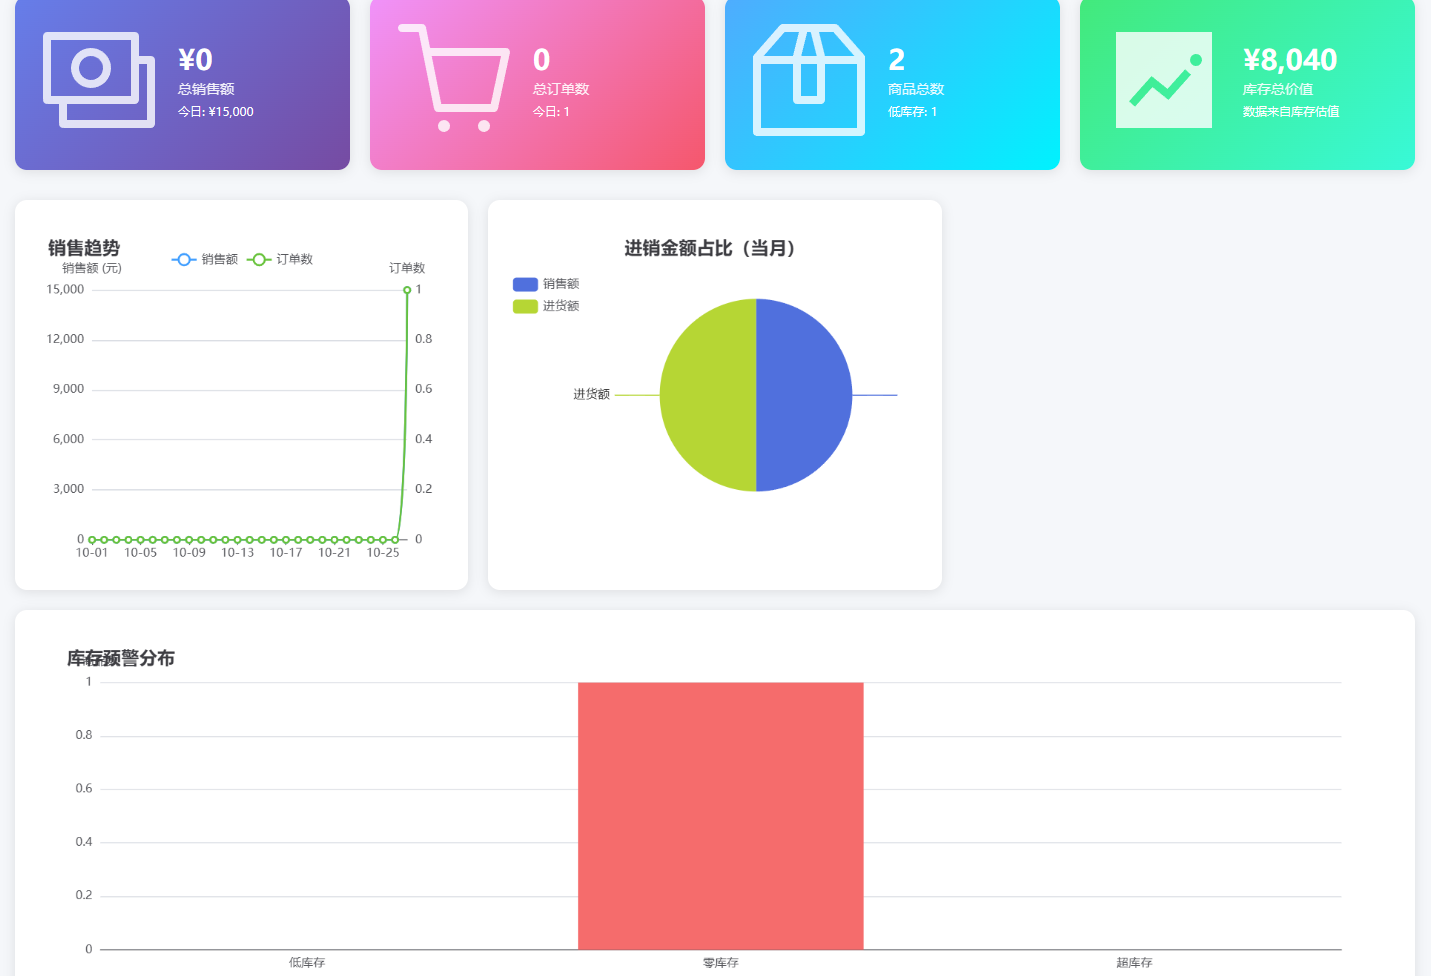 ¥0
总销售额
今日: ¥15,000
0
总订单数
今日: 1
2
商品总数
低库存: 1
¥8,040
库存总价值
数据来自库存估值
销售趋势
销售额 订单数
销售额 (元) 订单数
15,000 1
12,000 0.8
9,000 0.6
6,000 0.4
3,000 0.2
0 0
10-01 10-05 10-09 10-13 10-17 10-21 10-25
进销金额占比（当月）
销售额
进货额
进货额
库存预警分布
1
0.8
0.6
0.4
0.2
0
低库存 零库存 超库存